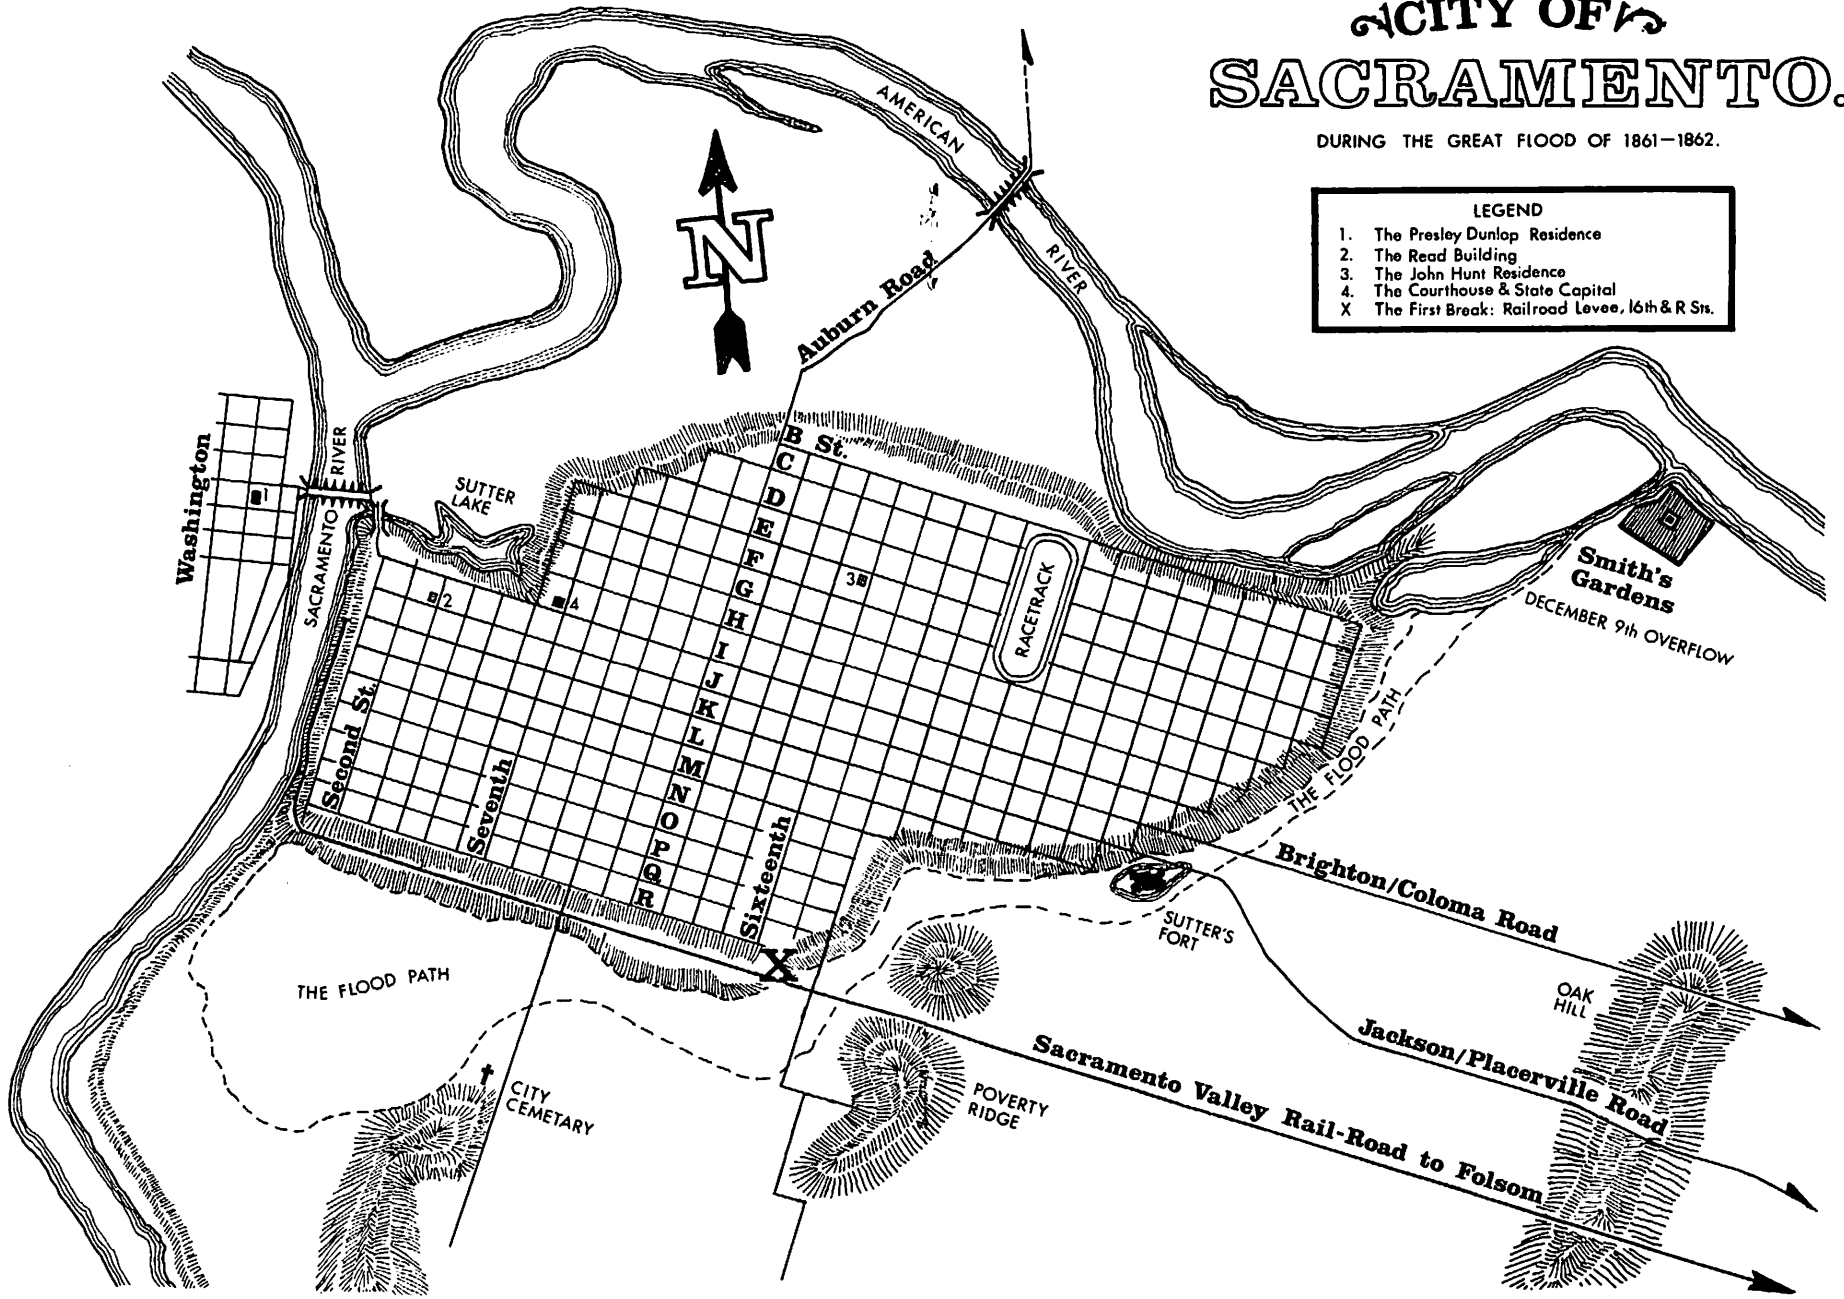 CITY OF
SACRAMENTO.
DURING THE GREAT FLOOD OF 1861–1862.
LEGEND
1. The Presley Dunlop Residence
2. The Read Building
3. The John Hunt Residence
4. The Courthouse & State Capital
X The First Break: Railroad Levee, 16th & R Sts.
AMERICAN
RIVER
N
Auburn Road
Washington
1
SACRAMENTO RIVER
SUTTER
LAKE
B St.
C
D
E
F
G
H
I
J
K
L
M
N
O
P
Q
R
2
4
3
RACETRACK
Smith's
Gardens
DECEMBER 9th OVERFLOW
Second St.
Seventh
Sixteenth
THE FLOOD PATH
X
Brighton/Coloma Road
SUTTER'S
FORT
OAK
HILL
THE FLOOD PATH
Jackson/Placerville Road
Sacramento Valley Rail-Road to Folsom
CITY
CEMETARY
POVERTY
RIDGE